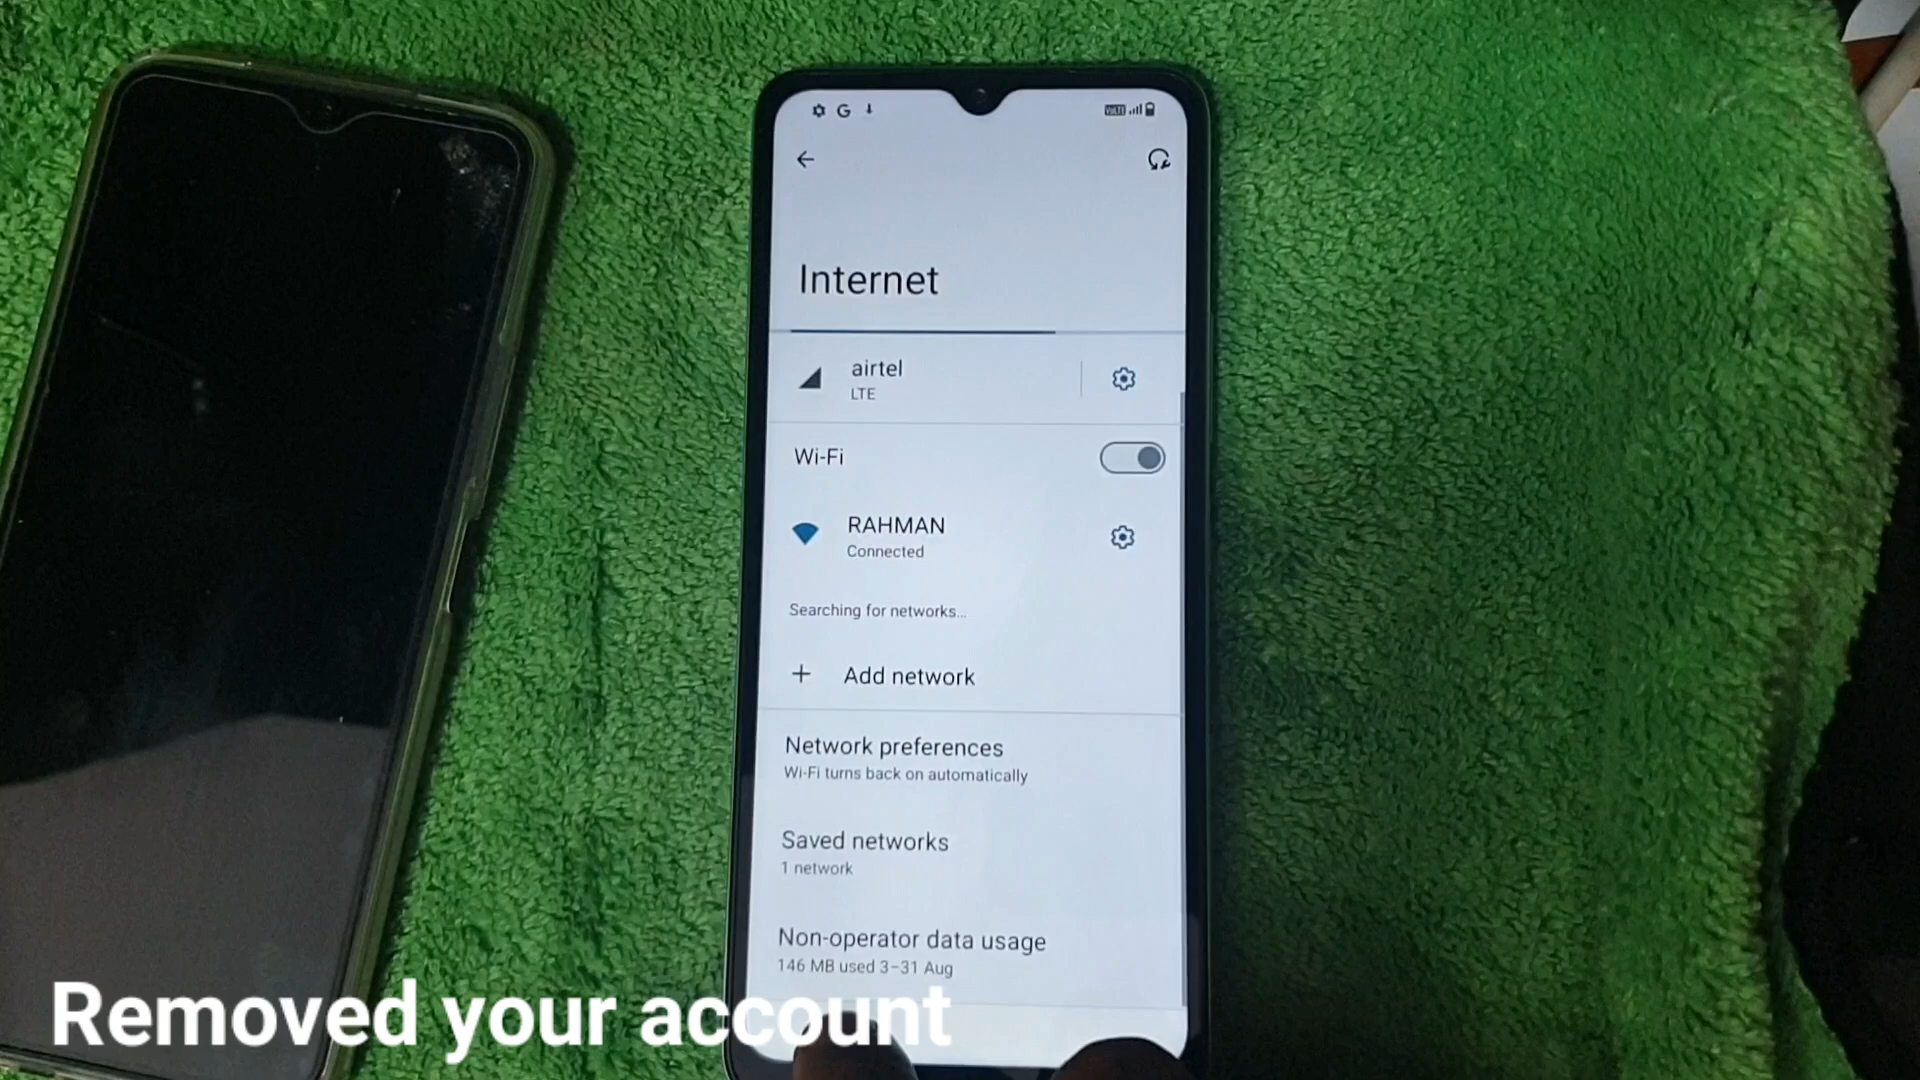 G
Internet
airtel
LTE
Wi-Fi
RAHMAN
Connected
Searching for networks...
+ Add network
Network preferences
Wi-Fi turns back on automatically
Saved networks
1 network
Non-operator data usage
146 MB used 3–31 Aug
Removed your account